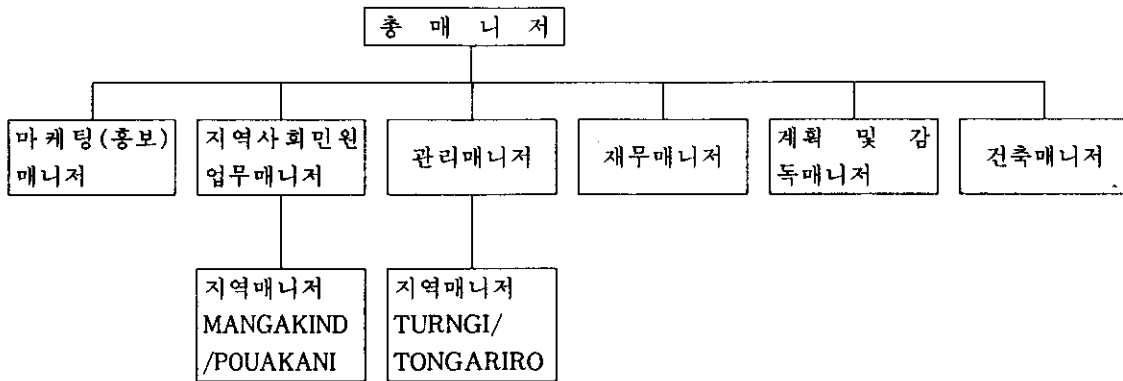 총 매 니 저
마케팅(홍보)
매니저
지역사회민원
업무매니저
관리매니저
재무매니저
계획 및 감
독매니저
건축매니저
지역매니저
MANGAKIND
/POUAKANI
지역매니저
TURNGI/
TONGARIRO